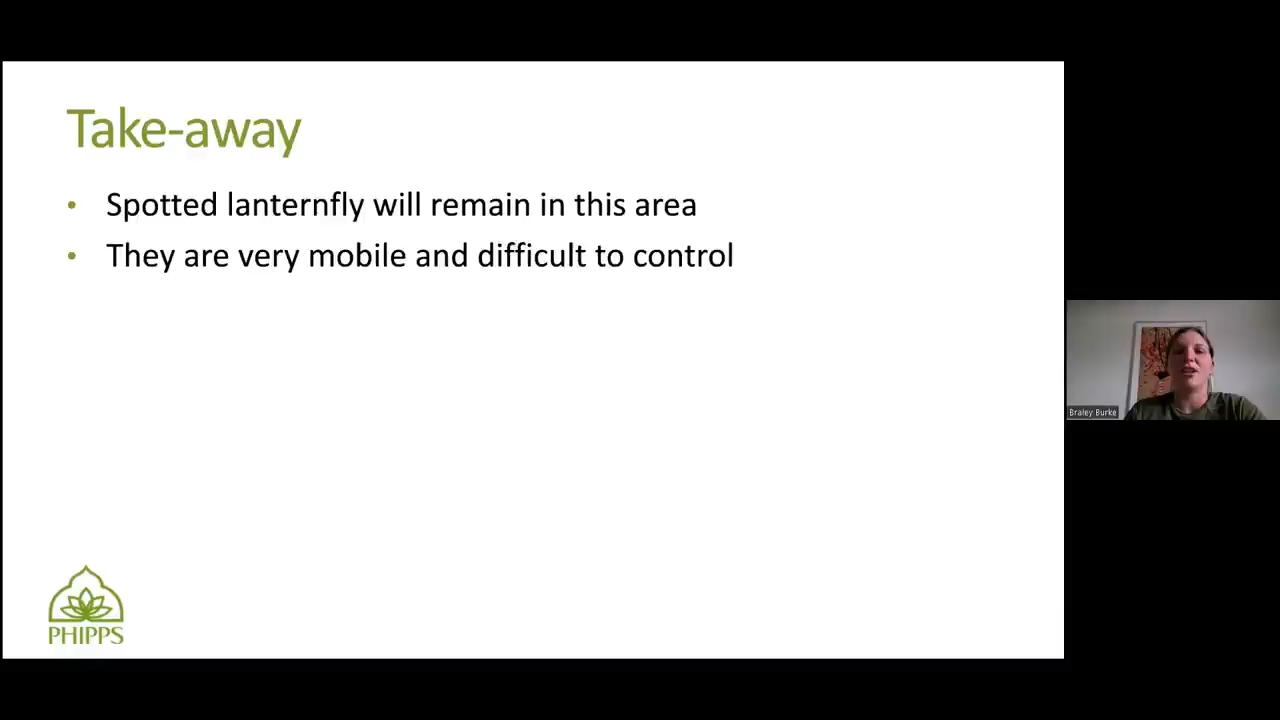 Take-away
• Spotted lanternfly will remain in this area
• They are very mobile and difficult to control
Braley Burke
PHIPPS